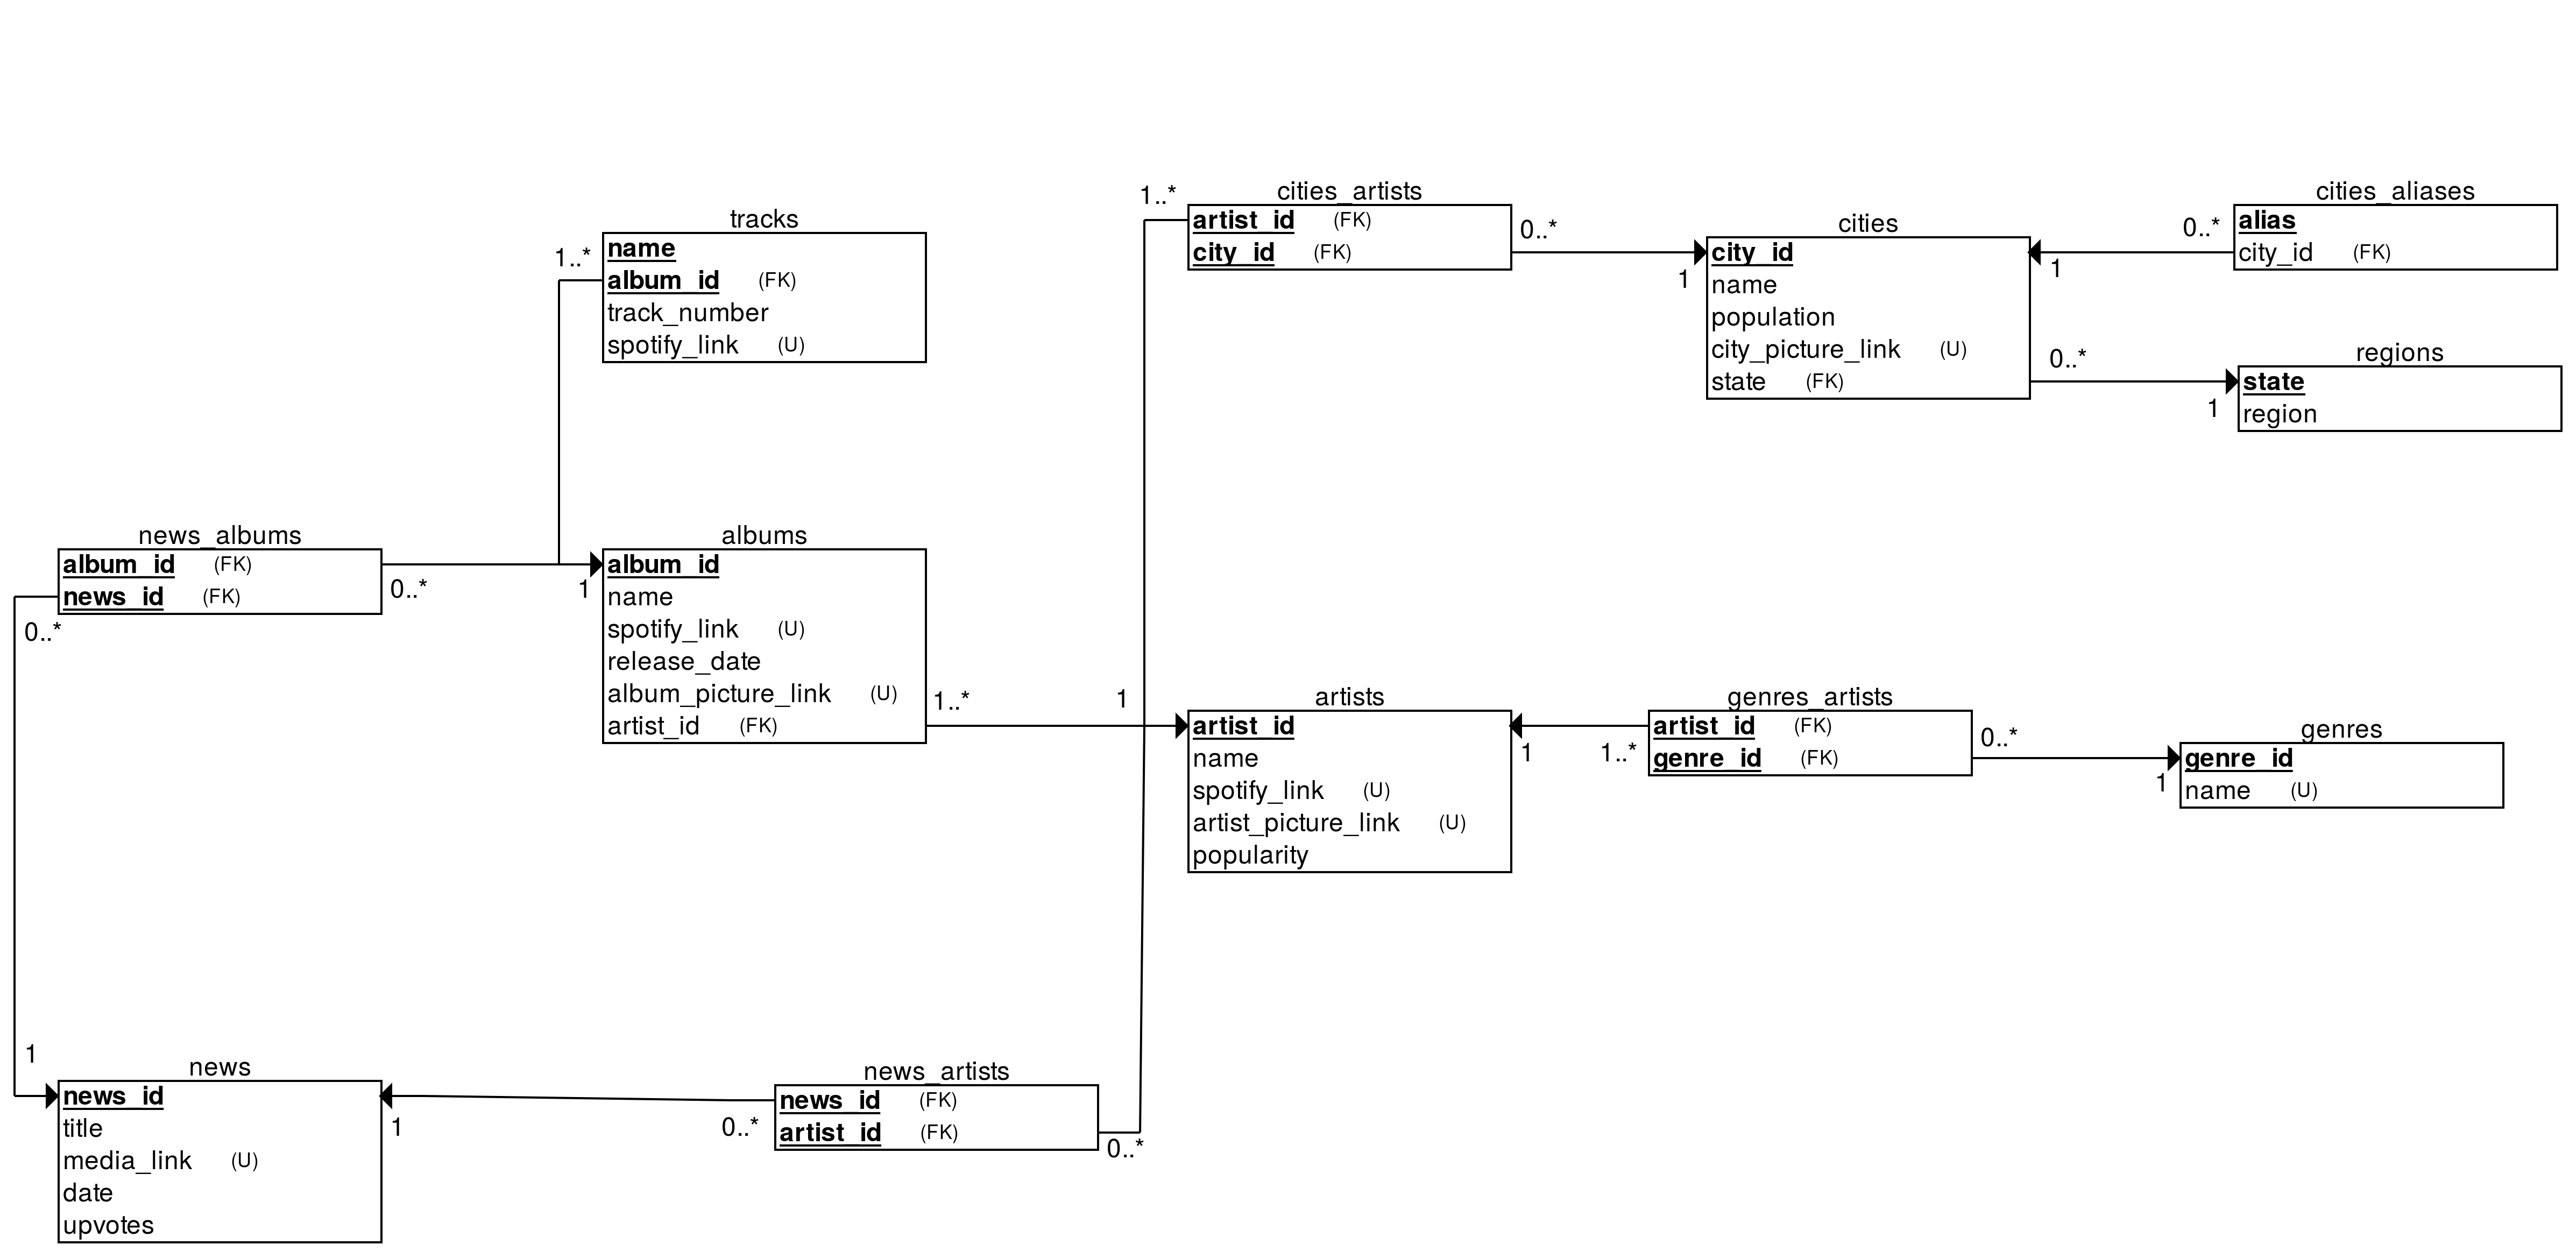 tracks
name
album_id (FK)
track_number
spotify_link (U)
1..*
cities_artists
artist_id (FK)
city_id (FK)
1..*
0..*
1
cities
city_id
name
population
city_picture_link (U)
state (FK)
cities_aliases
alias
city_id (FK)
0..*
1
0..*
1
regions
state
region
news_albums
album_id (FK)
news_id (FK)
0..*
0..*
1
albums
album_id
name
spotify_link (U)
release_date
album_picture_link (U)
artist_id (FK)
1..*
1
artists
artist_id
name
spotify_link (U)
artist_picture_link (U)
popularity
genres_artists
artist_id (FK)
genre_id (FK)
1
1..*
0..*
1
genres
genre_id
name (U)
1
news
news_id
title
media_link (U)
date
upvotes
1
0..*
news_artists
news_id (FK)
artist_id (FK)
0..*